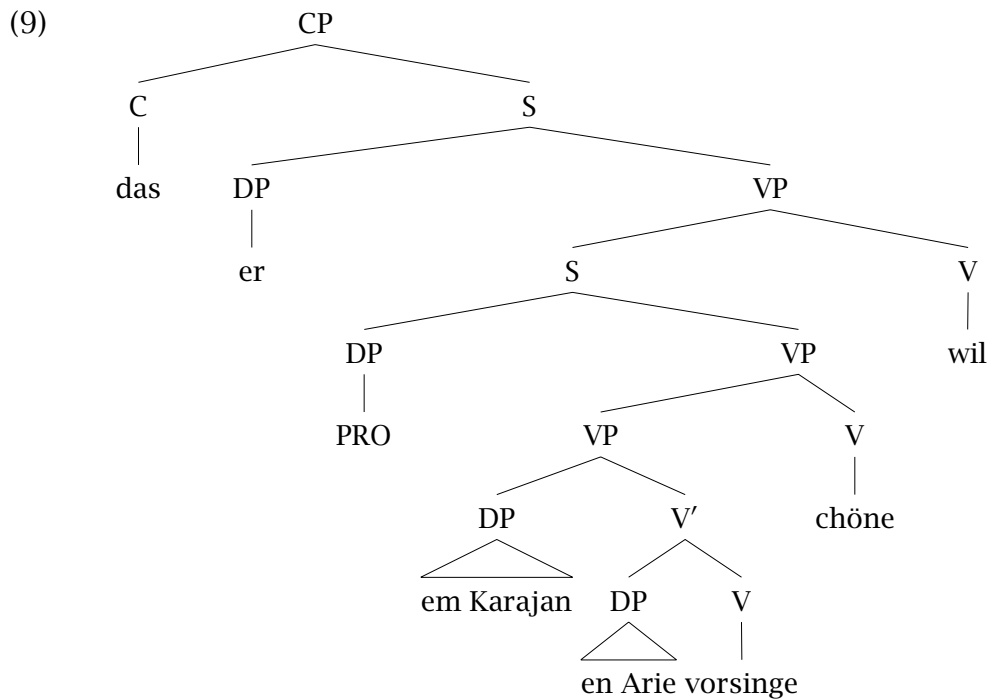 (9) CP
C S
das DP VP
er S V
DP VP wil
PRO VP V
DP V′ chöne
em Karajan DP V
en Arie vorsinge